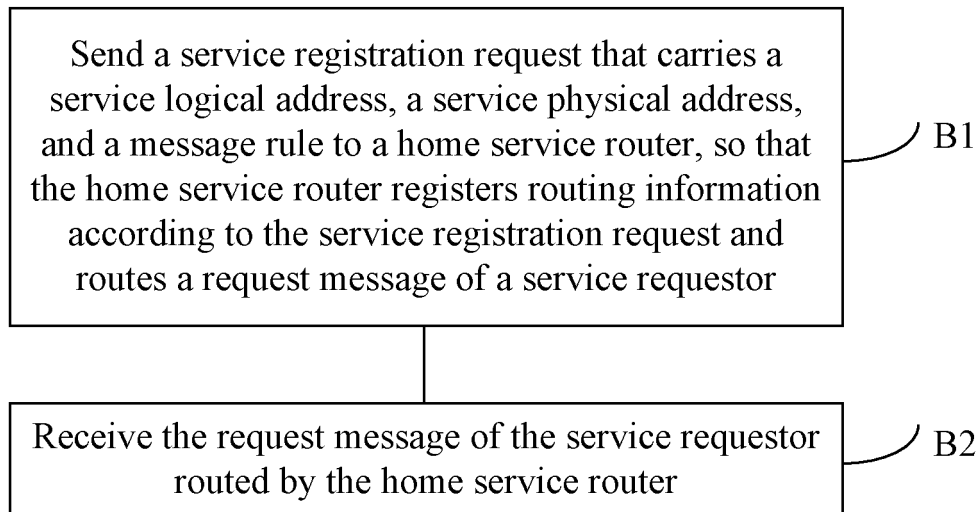 Send a service registration request that carries a
service logical address, a service physical address,
and a message rule to a home service router, so that
the home service router registers routing information
according to the service registration request and
routes a request message of a service requestor
B1
Receive the request message of the service requestor
routed by the home service router
B2